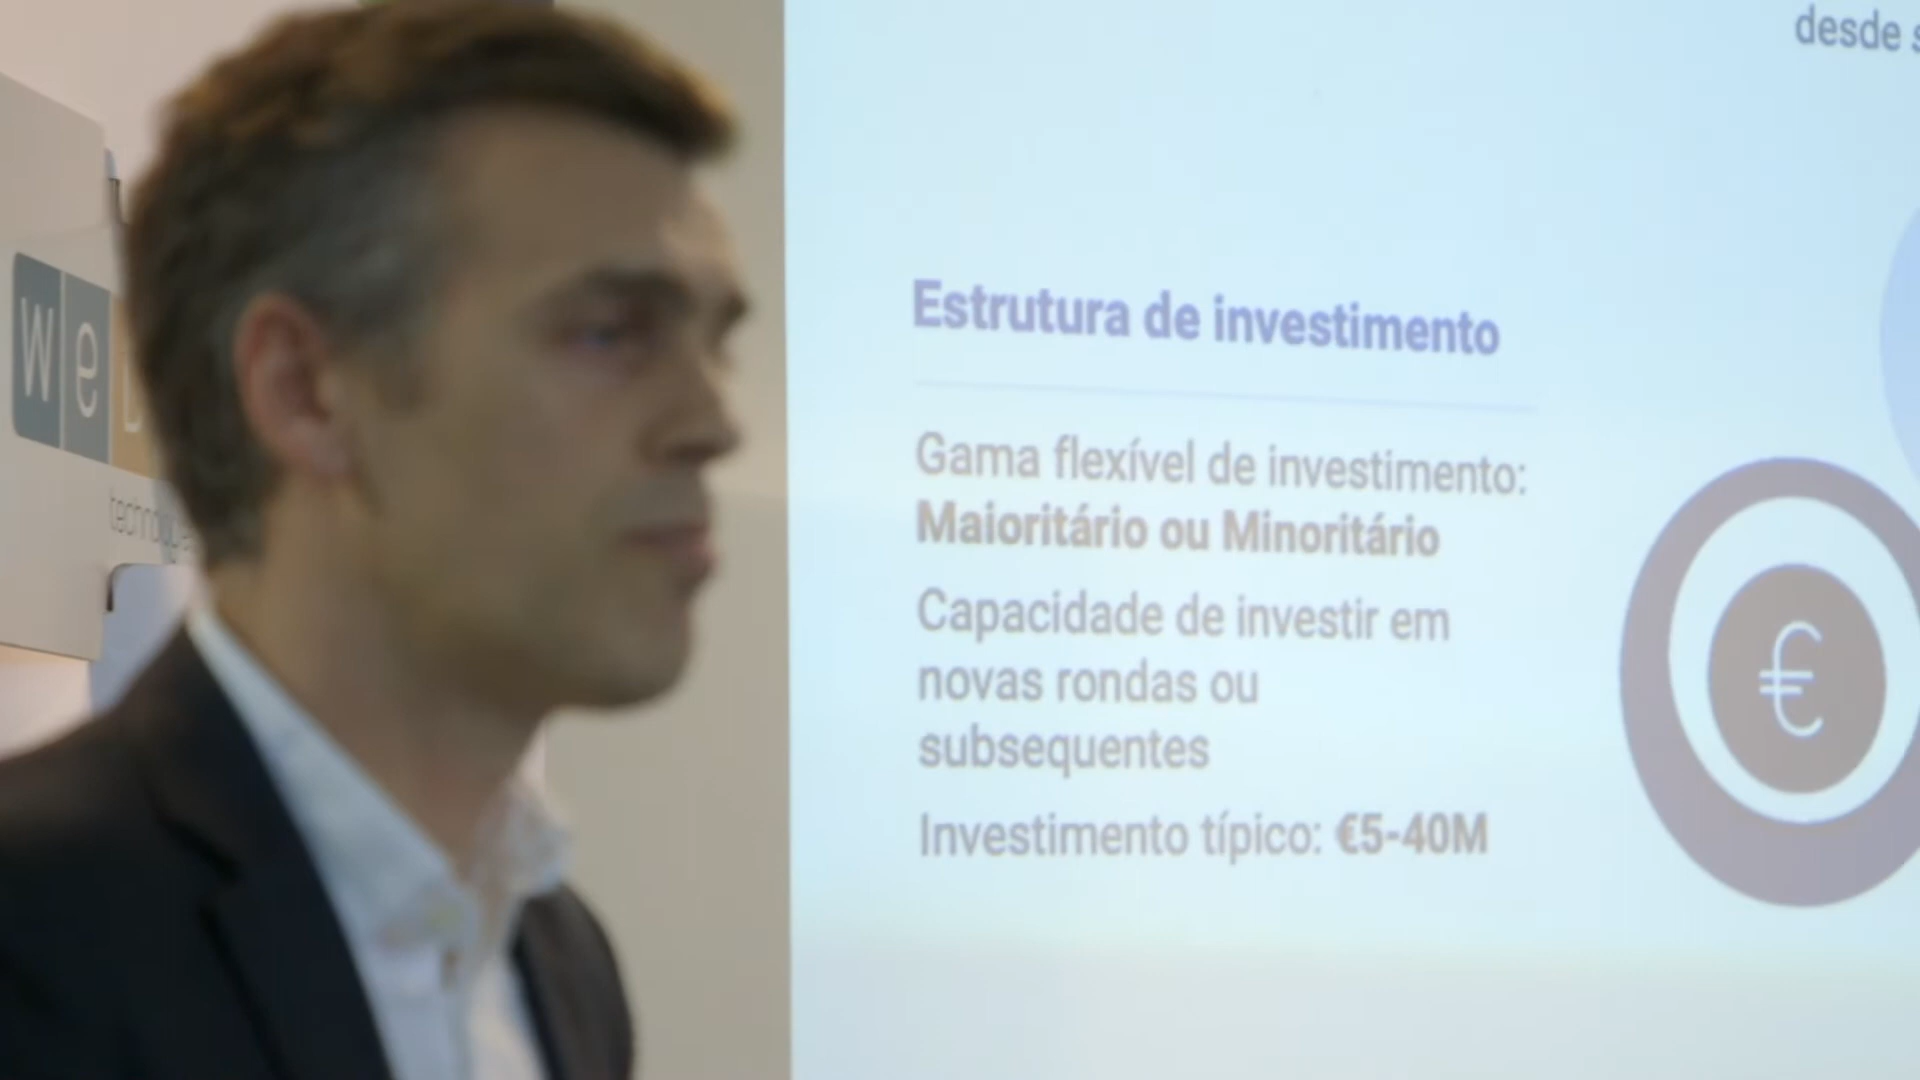 desde
we
Estrutura de investimento
Gama flexível de investimento:
Maioritário ou Minoritário
Capacidade de investir em
novas rondas ou
subsequentes
Investimento típico: €5-40M
€